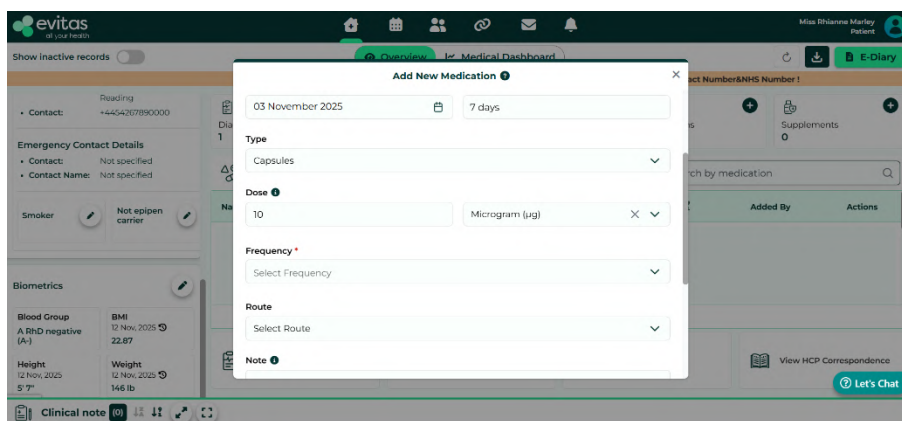 evitas
all your health
Miss Rhianne Marley
Patient
Show inactive records
Overview
Medical Dashboard
E-Diary
Add New Medication
act Number&NHS Number !
Reading
• Contact: +4454267890000
Emergency Contact Details
• Contact: Not specified
• Contact Name: Not specified
Smoker
Not epipen
carrier
Biometrics
Blood Group
A RhD negative
(A-)
BMI
12 Nov, 2025
22.87
Height
12 Nov, 2025
5' 7"
Weight
12 Nov, 2025
146 lb
Dia
1
Na
03 November 2025
7 days
Type
Capsules
Dose
10
Microgram (µg)
Frequency *
Select Frequency
Route
Select Route
Note
ns
Supplements
0
rch by medication
Added By
Actions
View HCP Correspondence
Let's Chat
Clinical note (0)